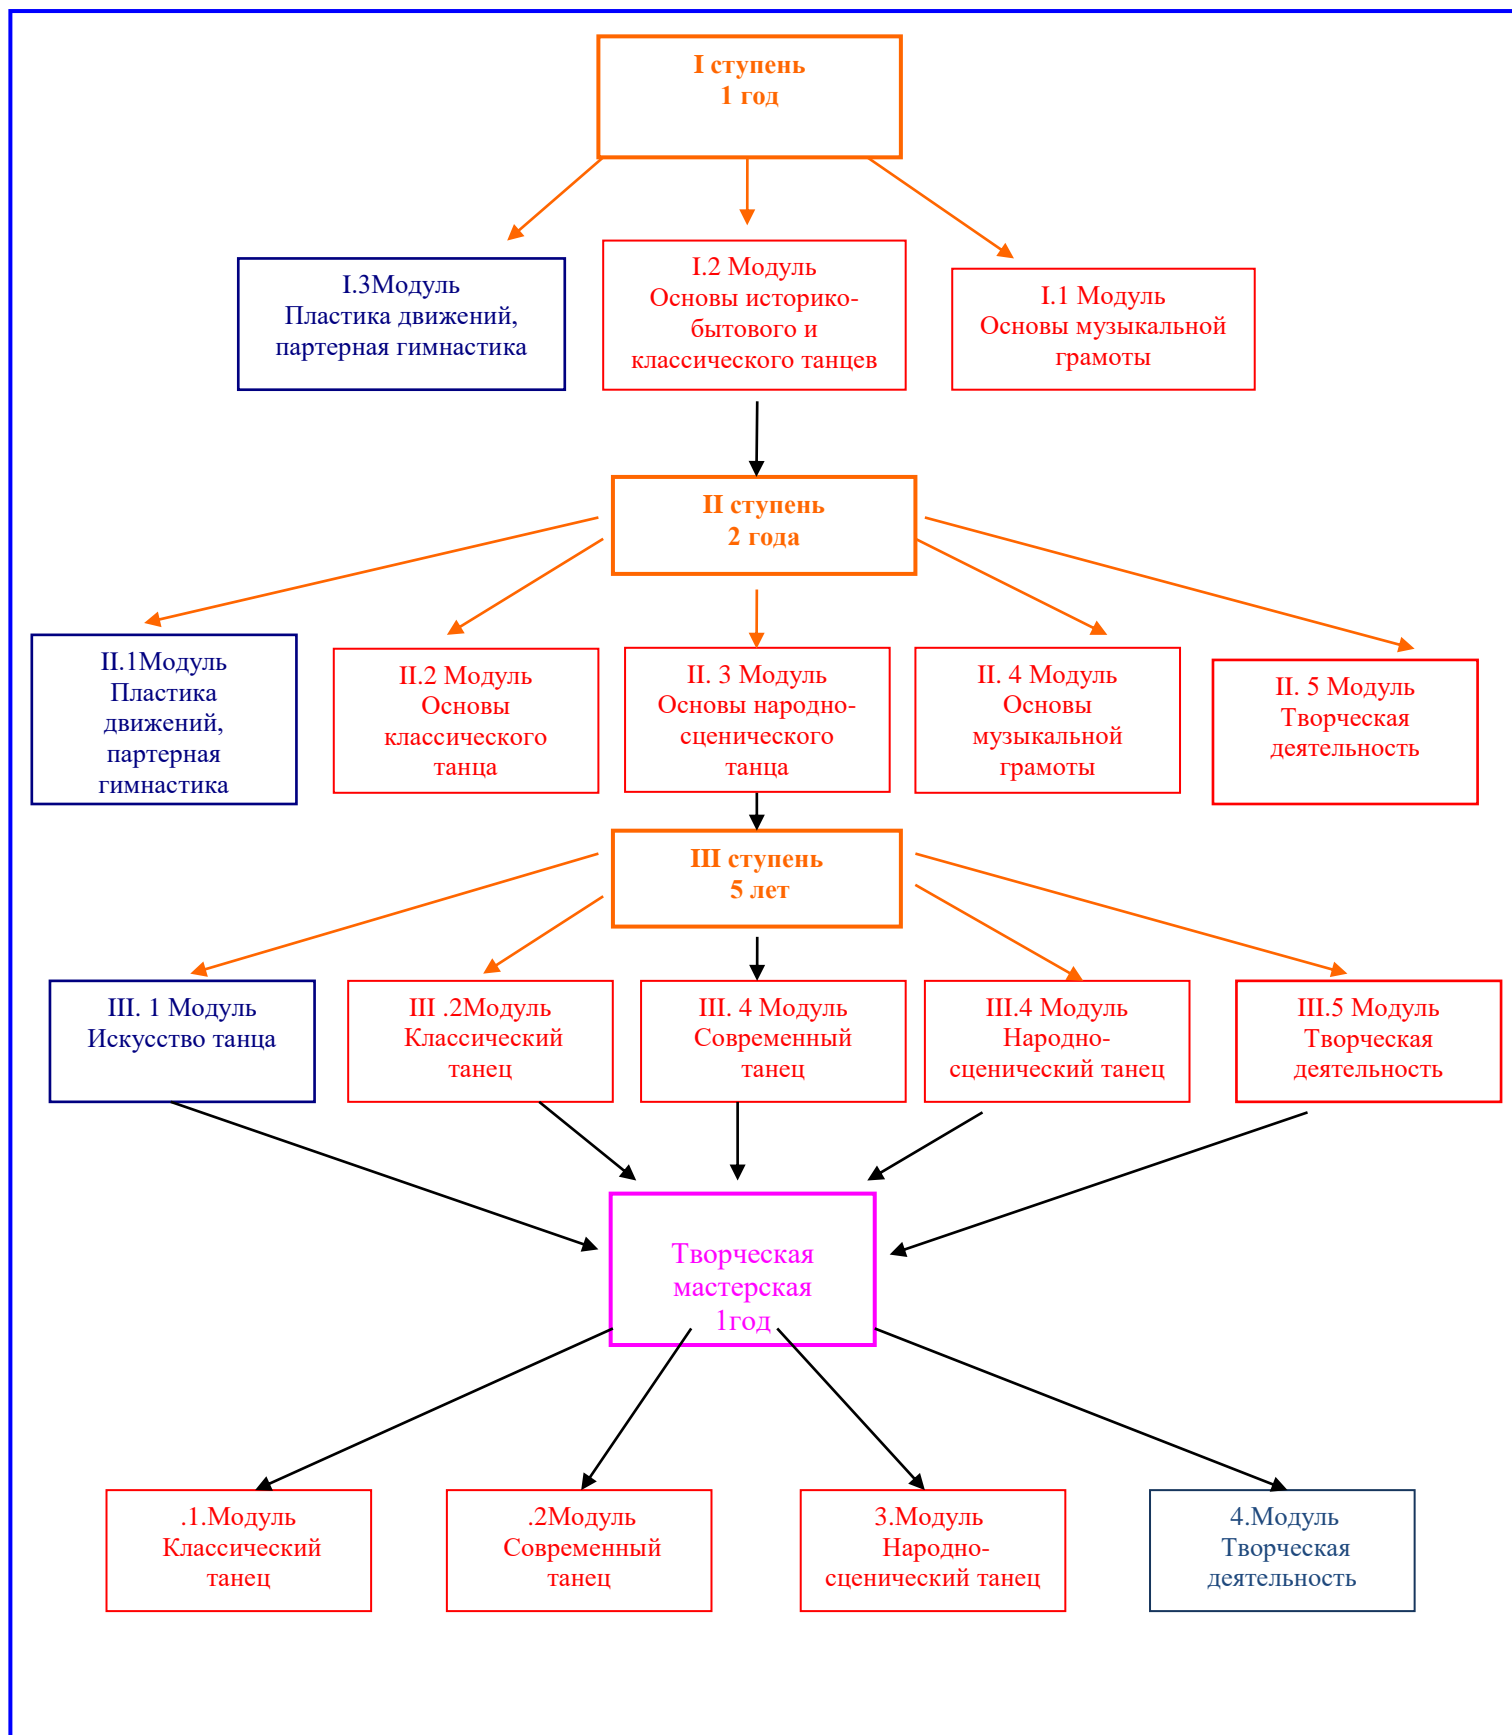 I ступень
1 год
I.3Модуль
Пластика движений,
партерная гимнастика
I.2 Модуль
Основы историко-
бытового и
классического танцев
I.1 Модуль
Основы музыкальной
грамоты
II ступень
2 года
II.1Модуль
Пластика
движений,
партерная
гимнастика
II.2 Модуль
Основы
классического
танца
II. 3 Модуль
Основы народно-
сценического
танца
II. 4 Модуль
Основы
музыкальной
грамоты
II. 5 Модуль
Творческая
деятельность
III ступень
5 лет
III. 1 Модуль
Искусство танца
III .2Модуль
Классический
танец
III. 4 Модуль
Современный
танец
III.4 Модуль
Народно-
сценический танец
III.5 Модуль
Творческая
деятельность
Творческая
мастерская
1год
.1.Модуль
Классический
танец
.2Модуль
Современный
танец
3.Модуль
Народно-
сценический танец
4.Модуль
Творческая
деятельность